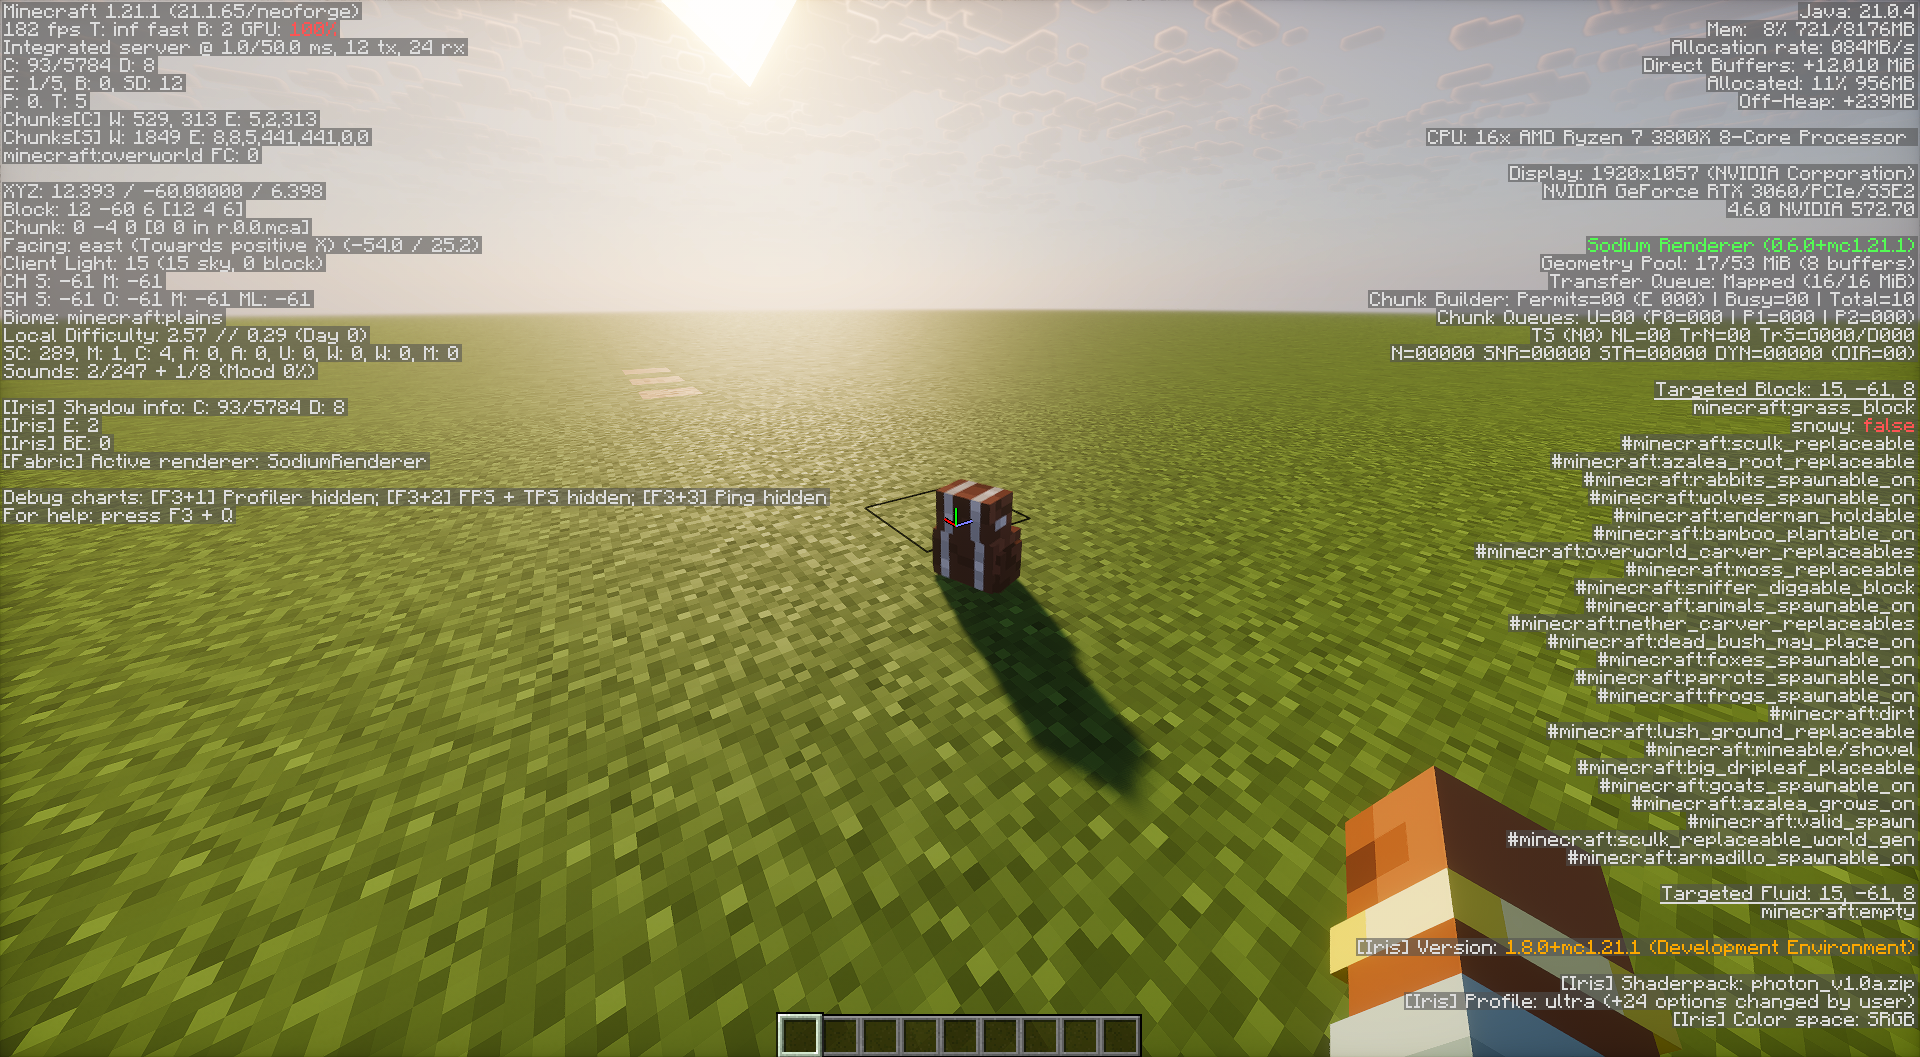 Minecraft 1.21.1 (21.1.65/neoforge)
182 fps T: inf fast B: 2 GPU: 100%
Integrated server @ 1.0/50.0 ms, 12 tx, 24 rx
C: 93/5784 D: 8
E: 1/5, B: 0, SD: 12
P: 0. T: 5
Chunks[C] W: 529, 313 E: 5,2,313
Chunks[S] W: 1849 E: 8,8,5,441,441,0,0
minecraft:overworld FC: 0
XYZ: 12.393 / -60.00000 / 6.398
Block: 12 -60 6 [12 4 6]
Chunk: 0 -4 0 [0 0 in r.0.0.mca]
Facing: east (Towards positive X) (-54.0 / 25.2)
Client Light: 15 (15 sky, 0 block)
CH S: -61 M: -61
SH S: -61 O: -61 M: -61 ML: -61
Biome: minecraft:plains
Local Difficulty: 2.57 // 0.29 (Day 0)
SC: 289, M: 1, C: 4, A: 0, A: 0, U: 0, W: 0, W: 0, M: 0
Sounds: 2/247 + 1/8 (Mood 0%)
[Iris] Shadow info: C: 93/5784 D: 8
[Iris] E: 2
[Iris] BE: 0
[Fabric] Active renderer: SodiumRenderer
Debug charts: [F3+1] Profiler hidden; [F3+2] FPS + TPS hidden; [F3+3] Ping hidden
For help: press F3 + Q
Java: 21.0.4
Mem: 8% 721/8176MB
Allocation rate: 084MB/s
Direct Buffers: +12.010 MiB
Allocated: 11% 956MB
Off-Heap: +239MB
CPU: 16x AMD Ryzen 7 3800X 8-Core Processor
Display: 1920x1057 (NVIDIA Corporation)
NVIDIA GeForce RTX 3060/PCIe/SSE2
4.6.0 NVIDIA 572.70
Sodium Renderer (0.6.0+mc1.21.1)
Geometry Pool: 17/53 MiB (8 buffers)
Transfer Queue: Mapped (16/16 MiB)
Chunk Builder: Permits=00 (E 000) | Busy=00 | Total=10
Chunk Queues: U=00 (P0=000 | P1=000 | P2=000)
TS (N0) NL=00 TrN=00 TrS=G000/D000
N=00000 SNR=00000 STA=00000 DYN=00000 (DIR=00)
Targeted Block: 15, -61, 8
minecraft:grass_block
snowy: false
#minecraft:sculk_replaceable
#minecraft:azalea_root_replaceable
#minecraft:rabbits_spawnable_on
#minecraft:wolves_spawnable_on
#minecraft:enderman_holdable
#minecraft:bamboo_plantable_on
#minecraft:overworld_carver_replaceables
#minecraft:moss_replaceable
#minecraft:sniffer_diggable_block
#minecraft:animals_spawnable_on
#minecraft:nether_carver_replaceables
#minecraft:dead_bush_may_place_on
#minecraft:foxes_spawnable_on
#minecraft:parrots_spawnable_on
#minecraft:frogs_spawnable_on
#minecraft:dirt
#minecraft:lush_ground_replaceable
#minecraft:mineable/shovel
#minecraft:big_dripleaf_placeable
#minecraft:goats_spawnable_on
#minecraft:azalea_grows_on
#minecraft:valid_spawn
#minecraft:sculk_replaceable_world_gen
#minecraft:armadillo_spawnable_on
Targeted Fluid: 15, -61, 8
minecraft:empty
[Iris] Version: 1.8.0+mc1.21.1 (Development Environment)
[Iris] Shaderpack: photon_v1.0a.zip
[Iris] Profile: ultra (+24 options changed by user)
[Iris] Color space: SRGB